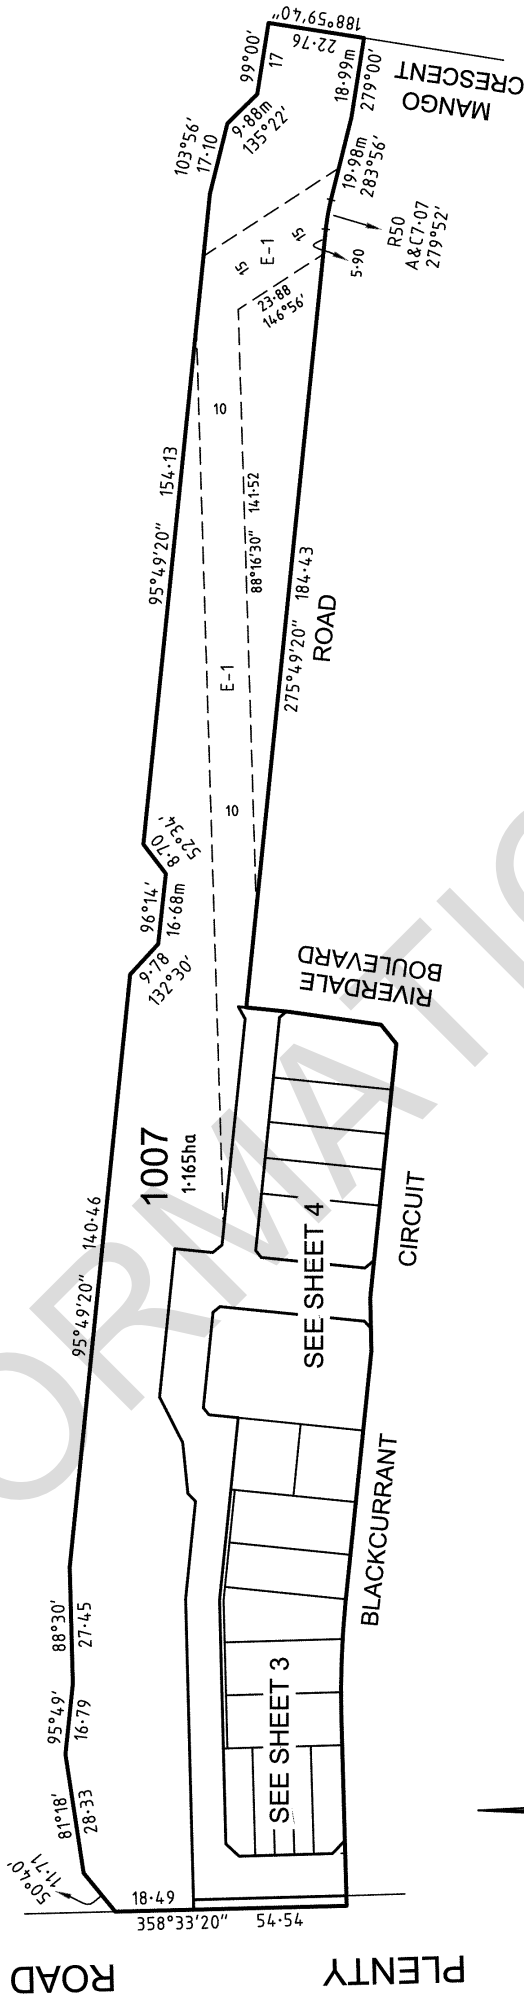 188°59'40"
22·76
99°00'
17
18·99m
279°00'
MANGO
CRESCENT
9·88m
135°22'
103°56'
17·10
19·98m
283°56'
R50
A&C7·07
279°52'
5·90
15
E-1
15
23·88
146°56'
10
154·13
95°49'20"
141·52
88°16'30"
184·43
275°49'20"
ROAD
E-1
10
8·70
52°34'
96°14'
16·68m
9·78
132°30'
RIVERDALE
BOULEVARD
1007
1·165ha
140·46
95°49'20"
SEE SHEET 4
CIRCUIT
BLACKCURRANT
SEE SHEET 3
88°30'
27·45
95°49'
16·79
81°18'
28·33
50°40'
11·71
18·49
358°33'20"
54·54
ROAD
PLENTY
ORMATIO